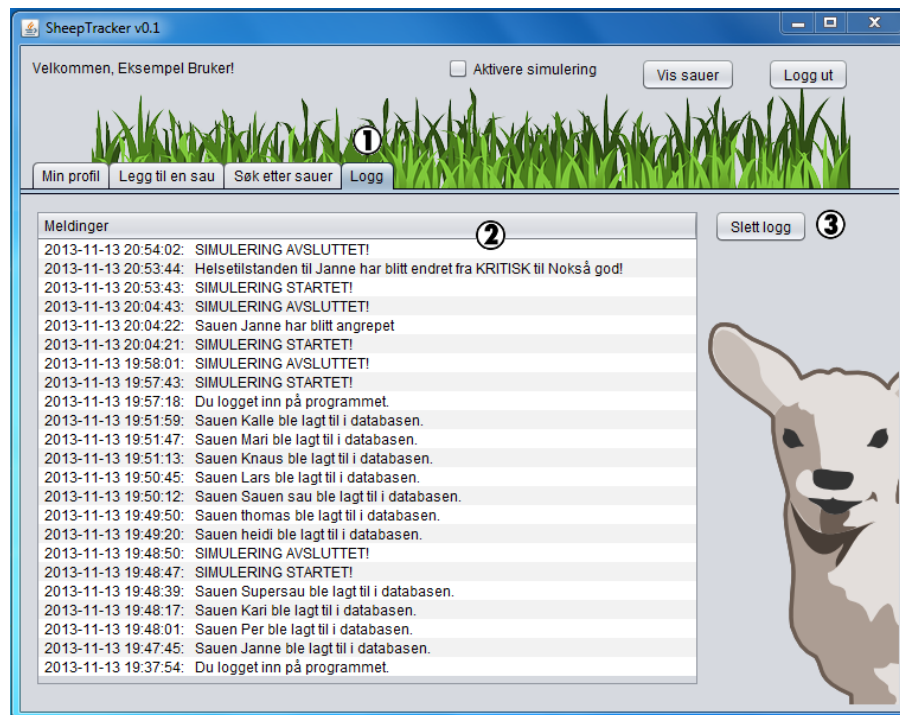 SheepTracker v0.1
Velkommen, Eksempel Bruker!
Aktivere simulering
Vis sauer
Logg ut
1
Min profil
Legg til en sau
Søk etter sauer
Logg
Meldinger
2
Slett logg
3
2013-11-13 20:54:02: SIMULERING AVSLUTTET!
2013-11-13 20:53:44: Helsetilstanden til Janne har blitt endret fra KRITISK til Nokså god!
2013-11-13 20:53:43: SIMULERING STARTET!
2013-11-13 20:04:43: SIMULERING AVSLUTTET!
2013-11-13 20:04:22: Sauen Janne har blitt angrepet
2013-11-13 20:04:21: SIMULERING STARTET!
2013-11-13 19:58:01: SIMULERING AVSLUTTET!
2013-11-13 19:57:43: SIMULERING STARTET!
2013-11-13 19:57:18: Du logget inn på programmet.
2013-11-13 19:51:59: Sauen Kalle ble lagt til i databasen.
2013-11-13 19:51:47: Sauen Mari ble lagt til i databasen.
2013-11-13 19:51:13: Sauen Knaus ble lagt til i databasen.
2013-11-13 19:50:45: Sauen Lars ble lagt til i databasen.
2013-11-13 19:50:12: Sauen Sauen sau ble lagt til i databasen.
2013-11-13 19:49:50: Sauen thomas ble lagt til i databasen.
2013-11-13 19:49:20: Sauen heidi ble lagt til i databasen.
2013-11-13 19:48:50: SIMULERING AVSLUTTET!
2013-11-13 19:48:47: SIMULERING STARTET!
2013-11-13 19:48:39: Sauen Supersau ble lagt til i databasen.
2013-11-13 19:48:17: Sauen Kari ble lagt til i databasen.
2013-11-13 19:48:01: Sauen Per ble lagt til i databasen.
2013-11-13 19:47:45: Sauen Janne ble lagt til i databasen.
2013-11-13 19:37:54: Du logget inn på programmet.